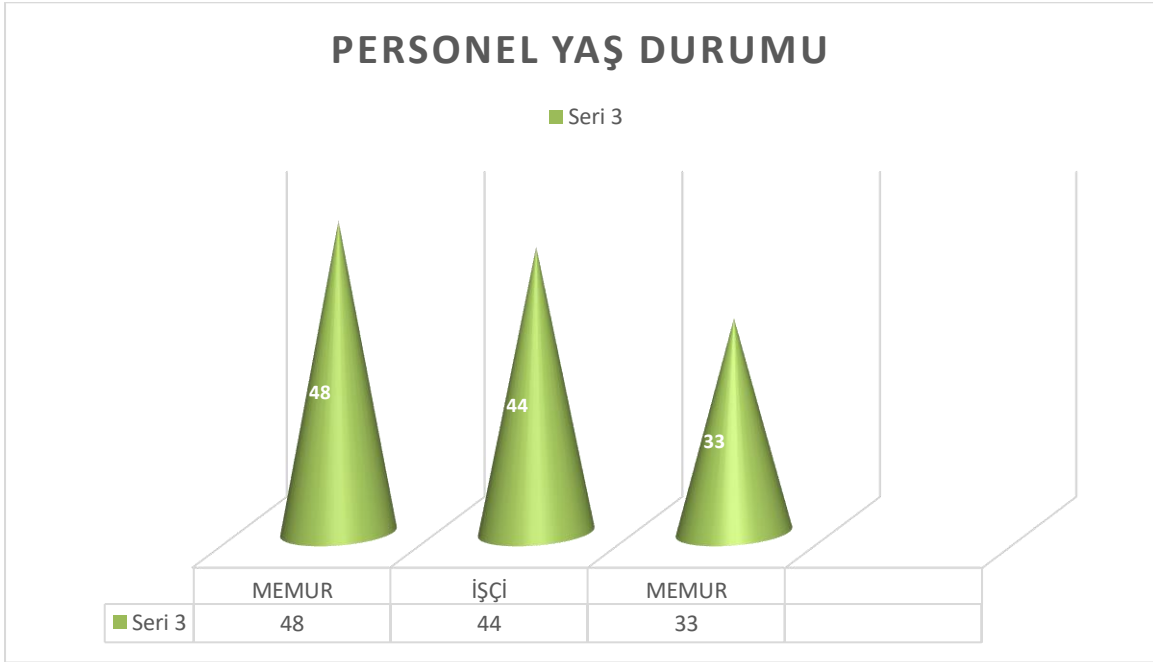 PERSONEL YAŞ DURUMU
Seri 3
48
44
33
MEMUR İŞÇİ MEMUR
Seri 3 48 44 33